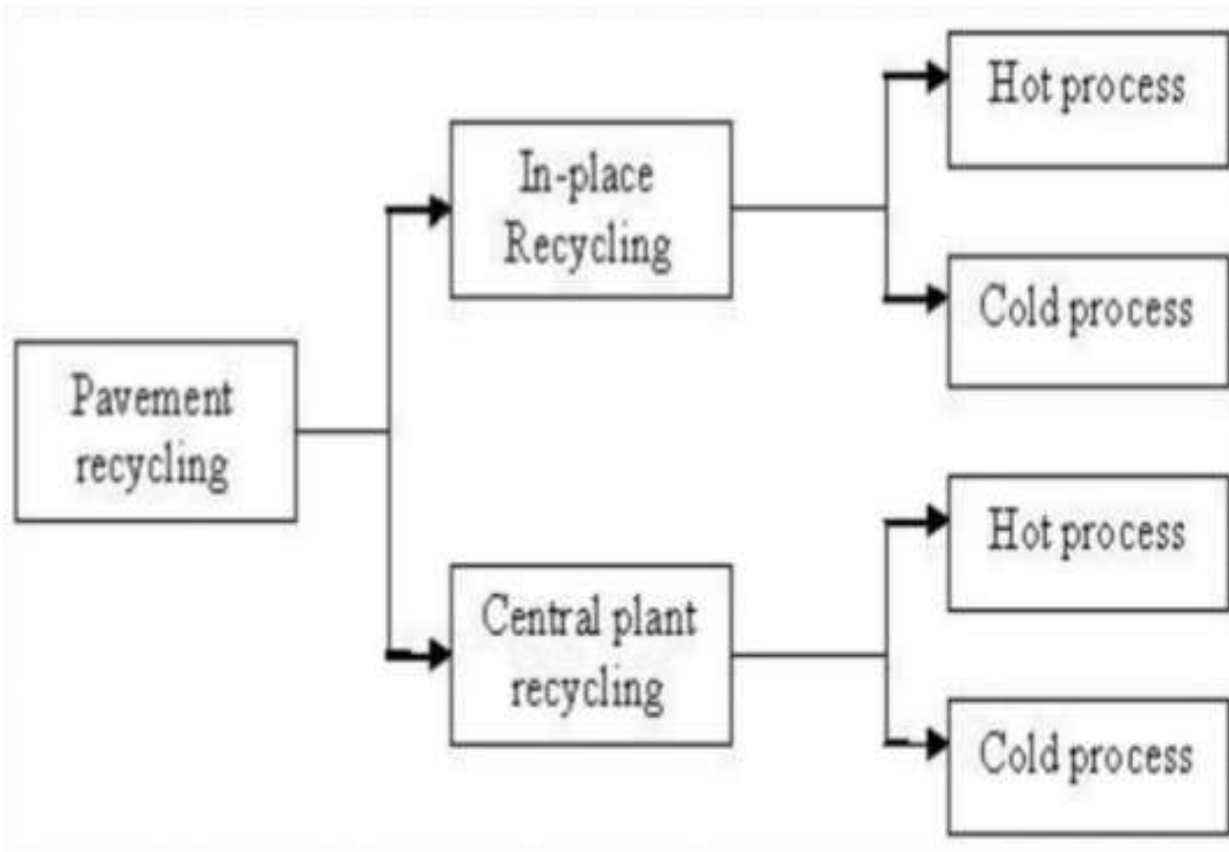 Pavement
recycling
In-place
Recycling
Hot process
Cold process
Central plant
recycling
Hot process
Cold process